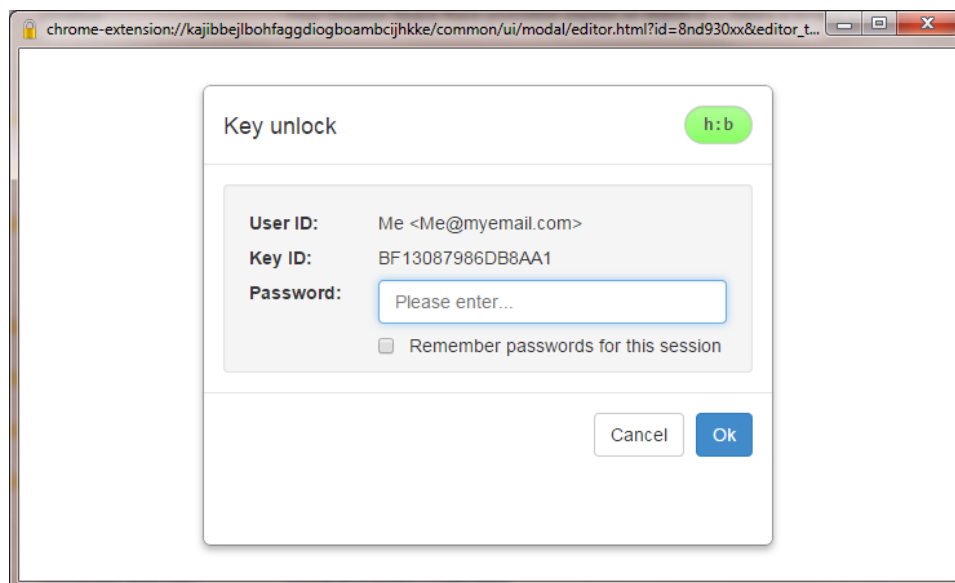 chrome-extension://kajibbejlbohfaggdiogboambcijhkke/common/ui/modal/editor.html?id=8nd930xx&editor_t...
Key unlock
h:b
User ID: Me <Me@myemail.com>
Key ID: BF13087986DB8AA1
Password: Please enter...
Remember passwords for this session
Cancel Ok